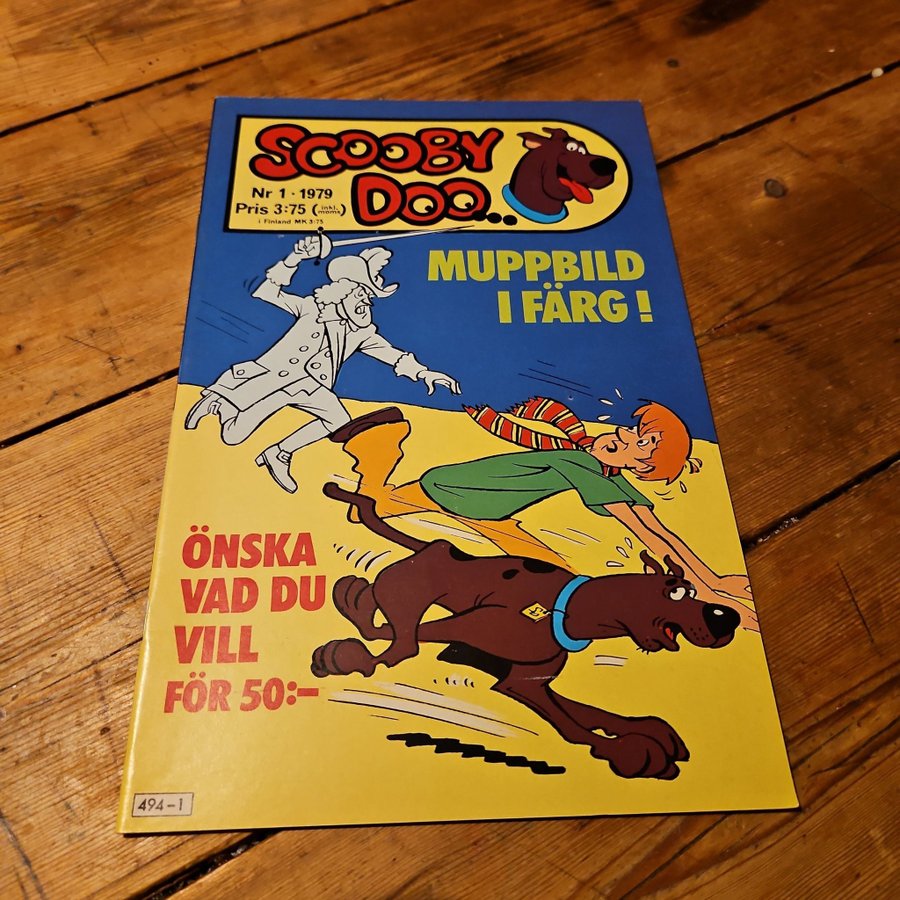 SCOOBY
DOO...
Nr 1 · 1979
Pris 3:75 (inkl. moms)
i Finland MK 3:75
MUPPBILD
I FÄRG!
ÖNSKA
VAD DU
VILL
FÖR 50:-
494-1